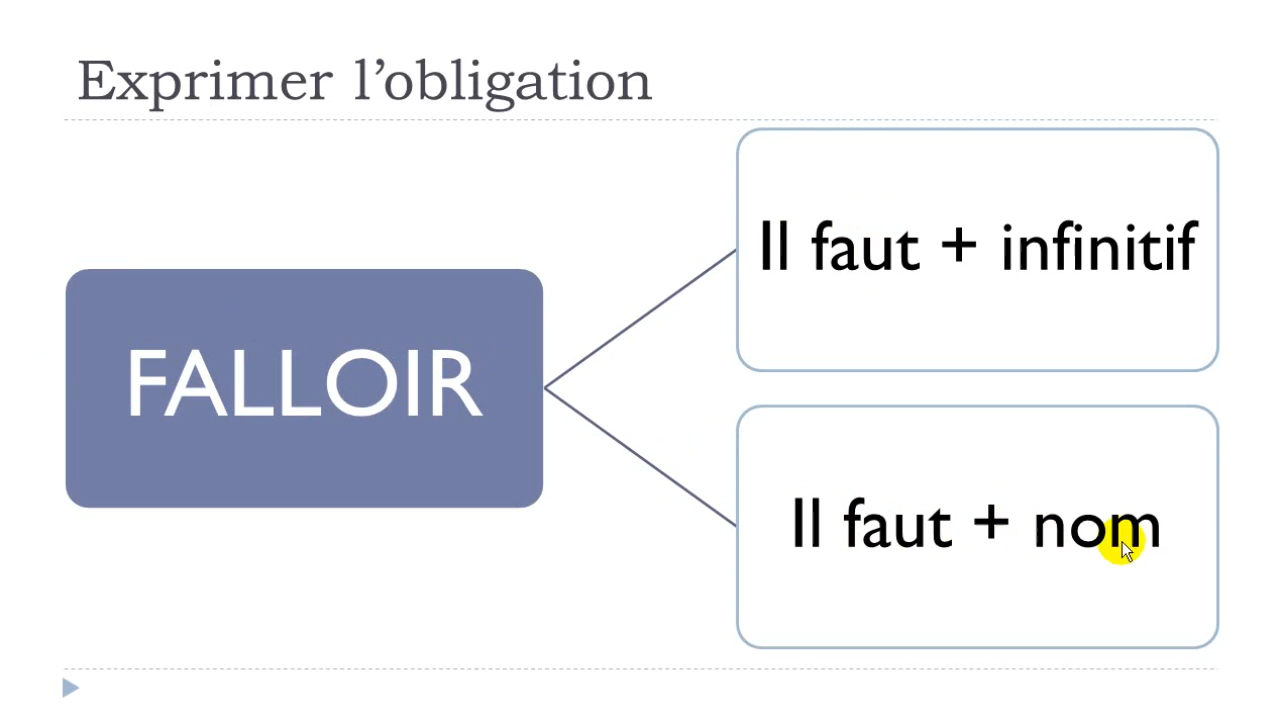 Exprimer l’obligation
FALLOIR
Il faut + infinitif
Il faut + nom